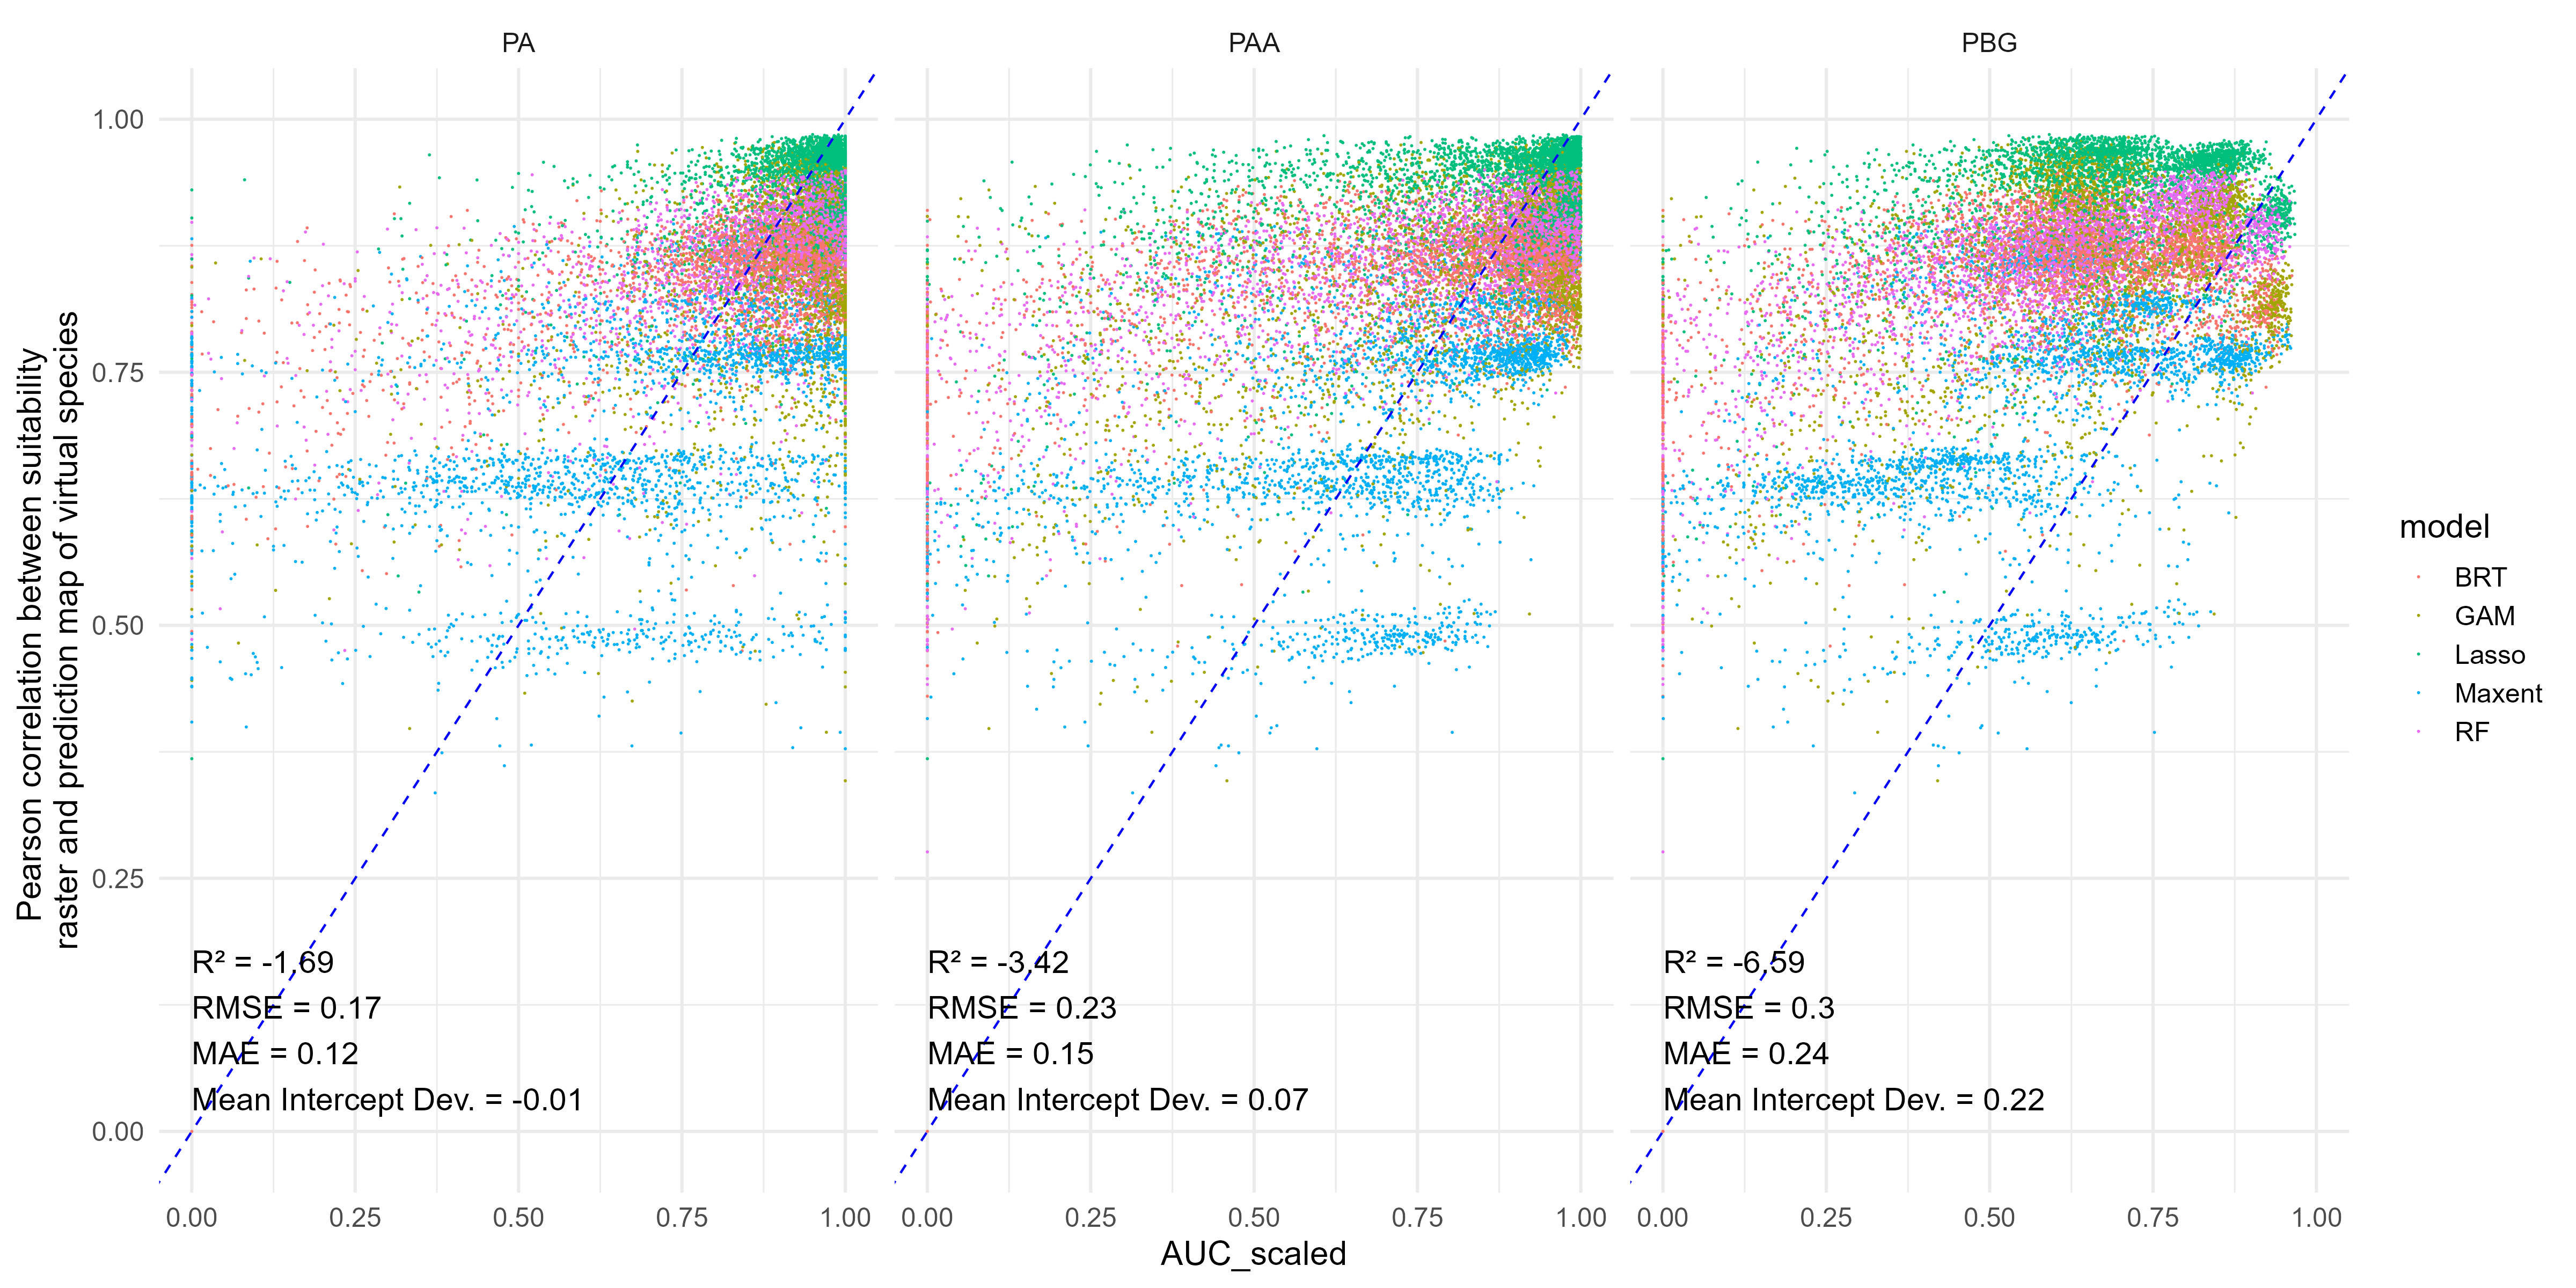 PA
PAA
PBG
Pearson correlation between suitability
raster and prediction map of virtual species
1.00
0.75
0.50
0.25
0.00
R² = -1.69
RMSE = 0.17
MAE = 0.12
Mean Intercept Dev. = -0.01
R² = -3.42
RMSE = 0.23
MAE = 0.15
Mean Intercept Dev. = 0.07
R² = -6.59
RMSE = 0.3
MAE = 0.24
Mean Intercept Dev. = 0.22
0.00 0.25 0.50 0.75 1.00
0.00 0.25 0.50 0.75 1.00
0.00 0.25 0.50 0.75 1.00
AUC_scaled
model
BRT
GAM
Lasso
Maxent
RF